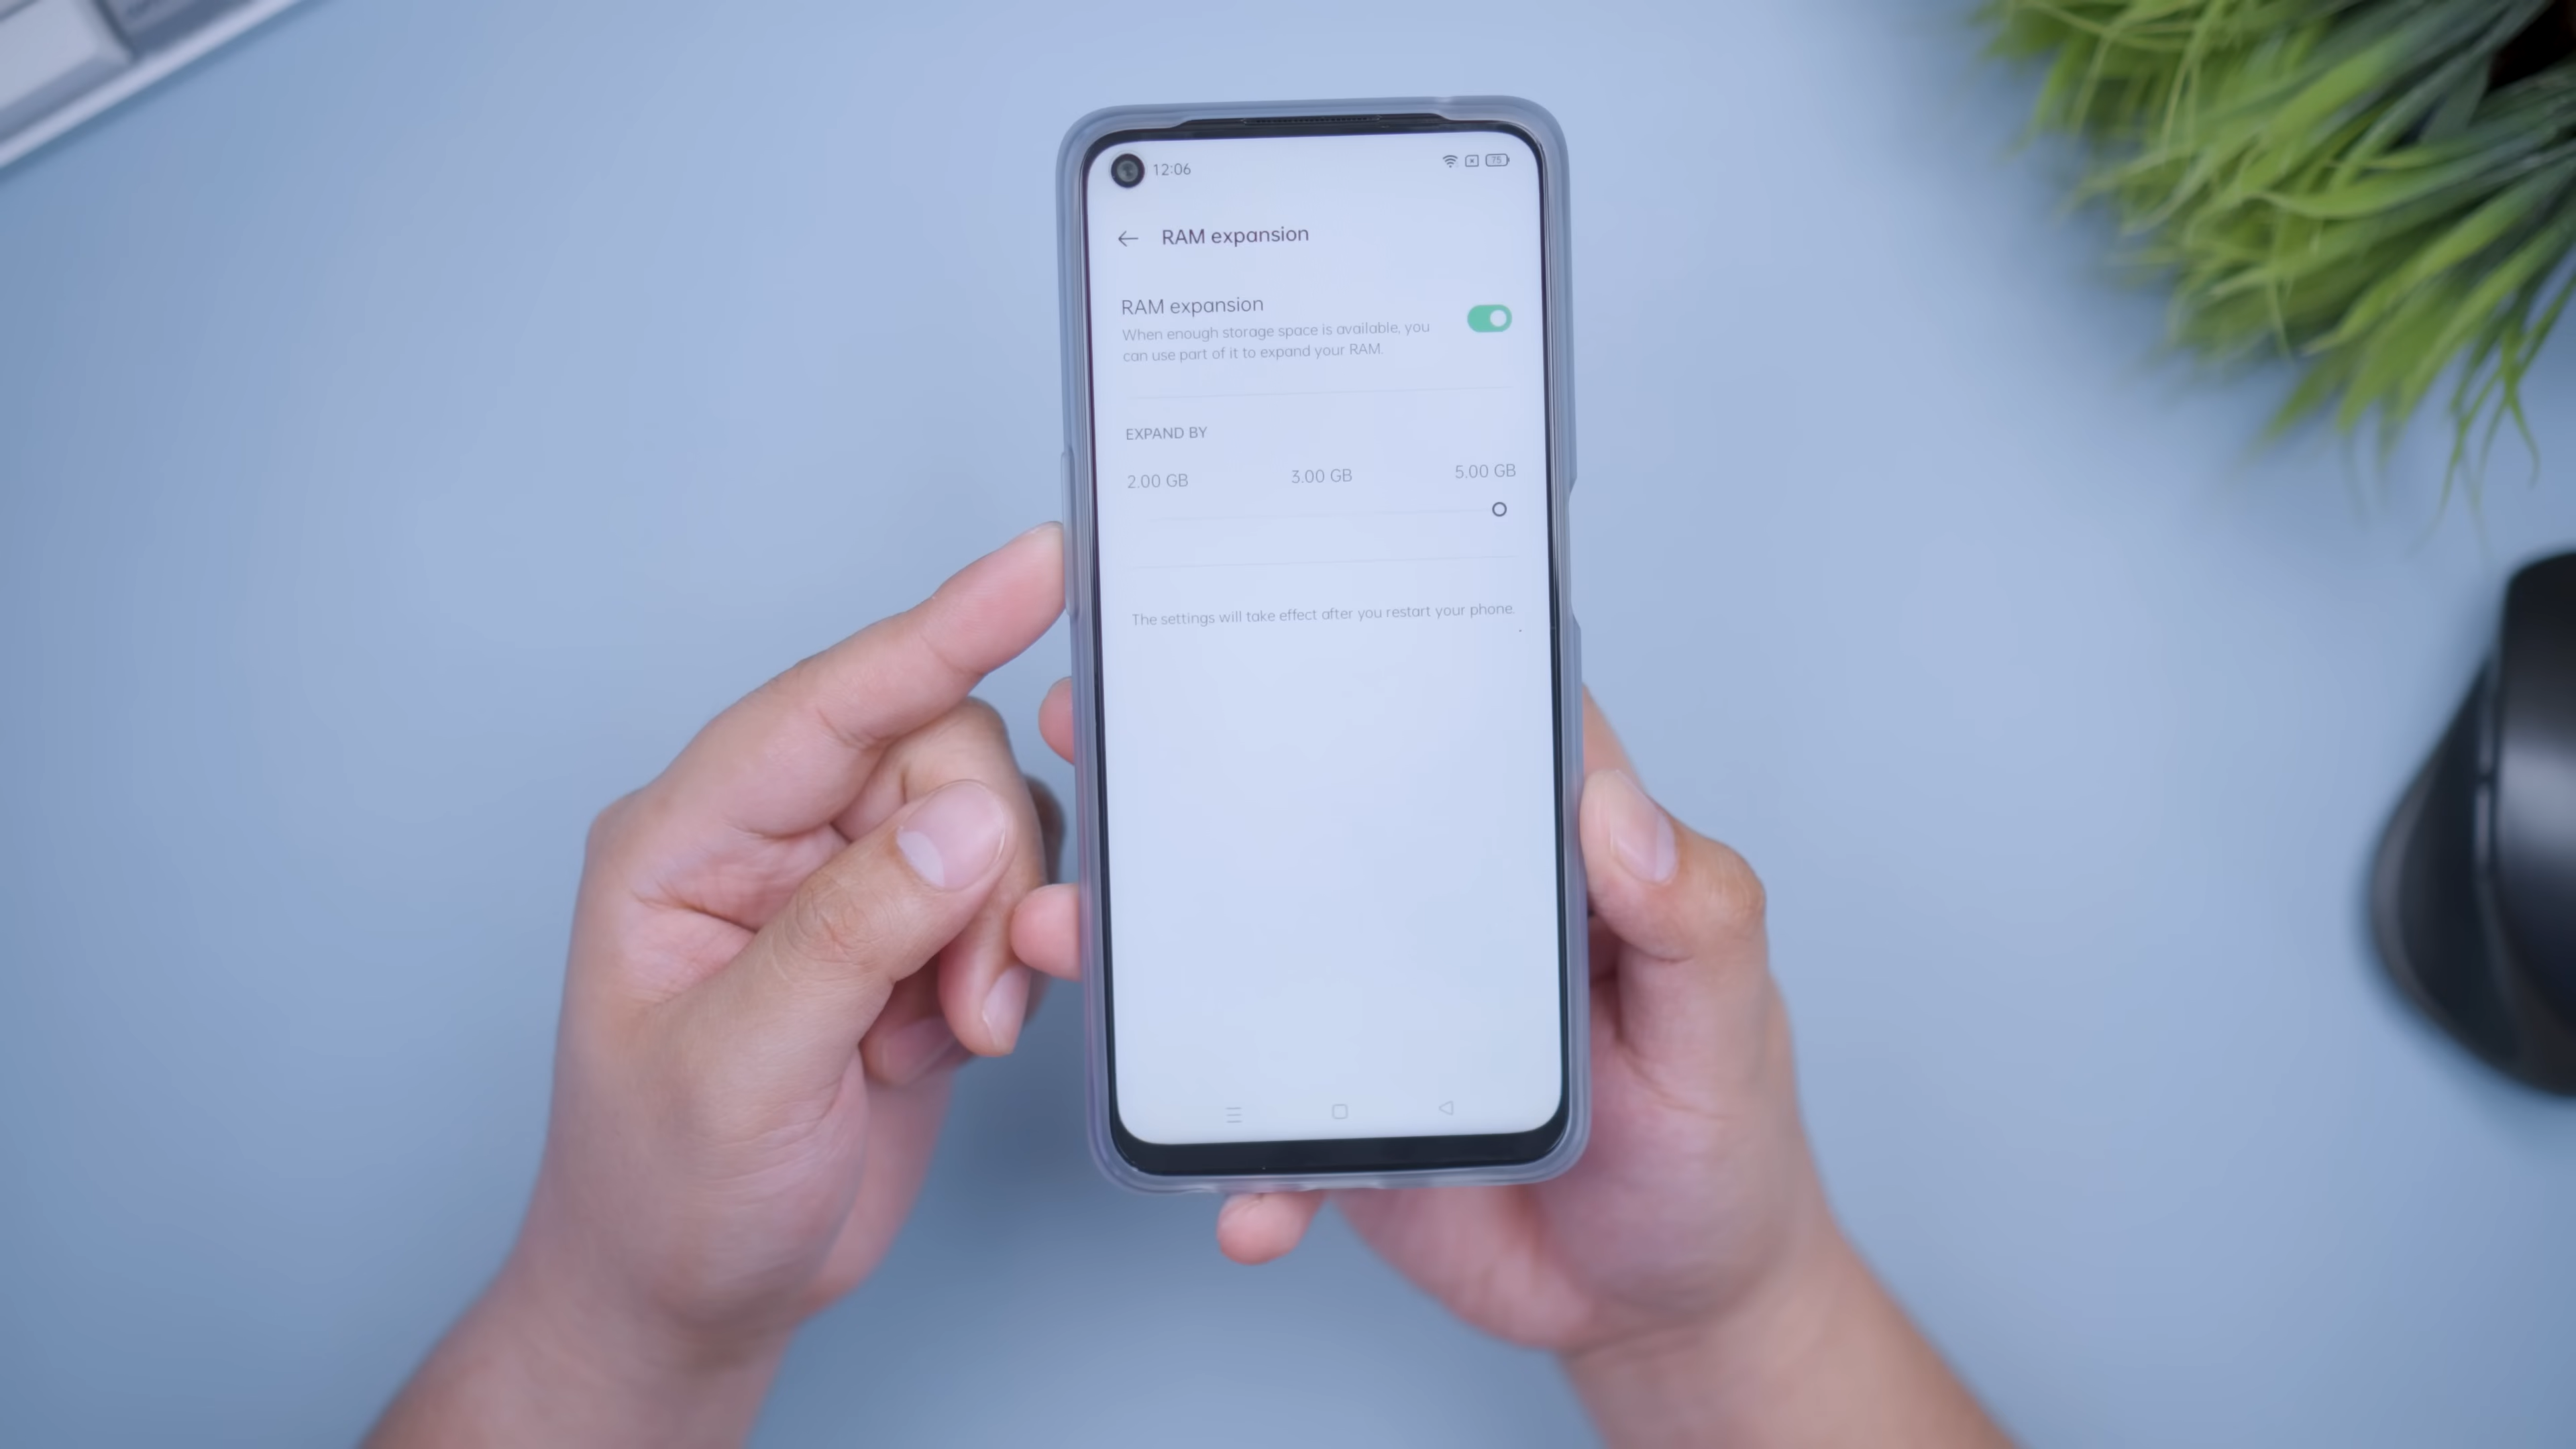 12:06
75
RAM expansion
RAM expansion
When enough storage space is available, you
can use part of it to expand your RAM.
EXPAND BY
2.00 GB 3.00 GB 5.00 GB
The settings will take effect after you restart your phone.